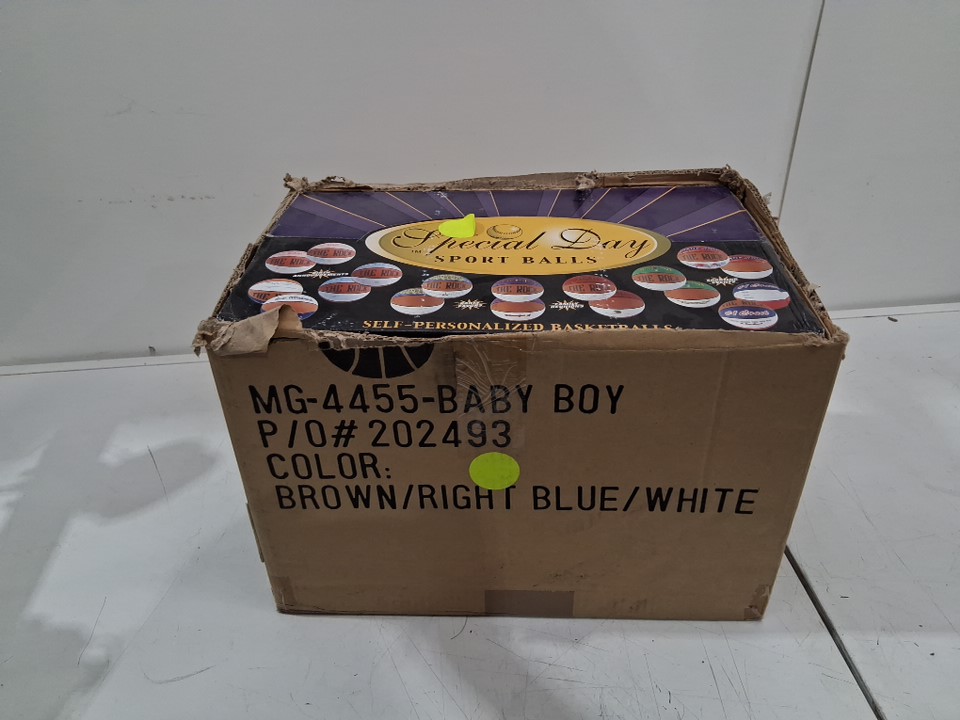 Special Day
SPORT BALLS
SELF-PERSONALIZED BASKETBALLS
MG-4455-BABY BOY
P/O# 202493
COLOR:
BROWN/RIGHT BLUE/WHITE